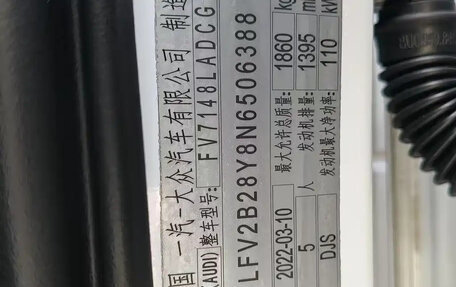 国 一汽-大众汽车有限公司 制造
(AUDI) 整车型号: FV7148LADCG
LFV2B28Y8N6506388
2022-03-10 最大允许总质量: 1860 kg
5 人 发动机排量: 1395 m
DJS 发动机最大净功率: 110 kW